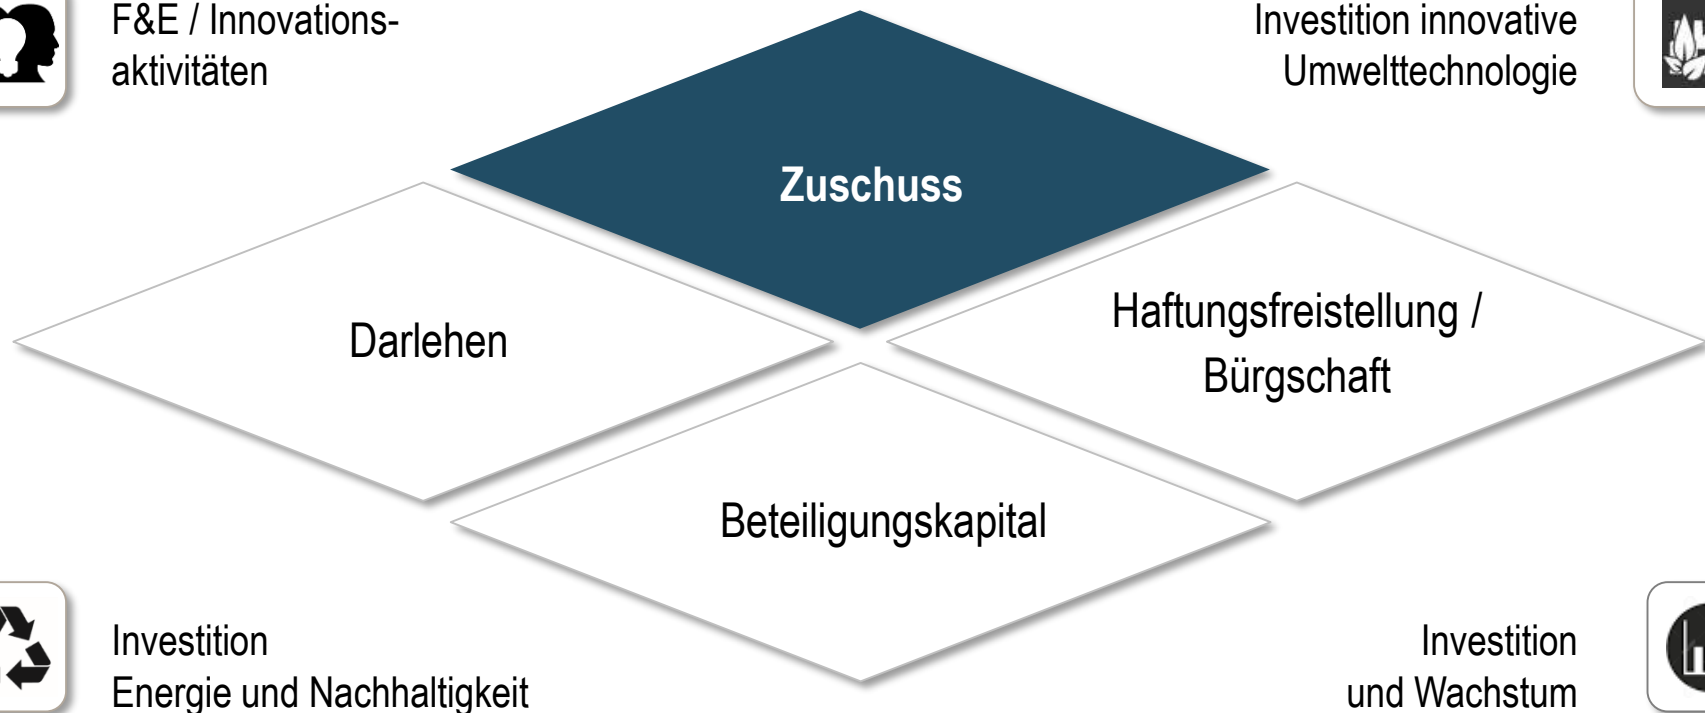 F&E / Innovations-
aktivitäten
Investition innovative
Umwelttechnologie
Zuschuss
Darlehen
Haftungsfreistellung /
Bürgschaft
Beteiligungskapital
Investition
Energie und Nachhaltigkeit
Investition
und Wachstum